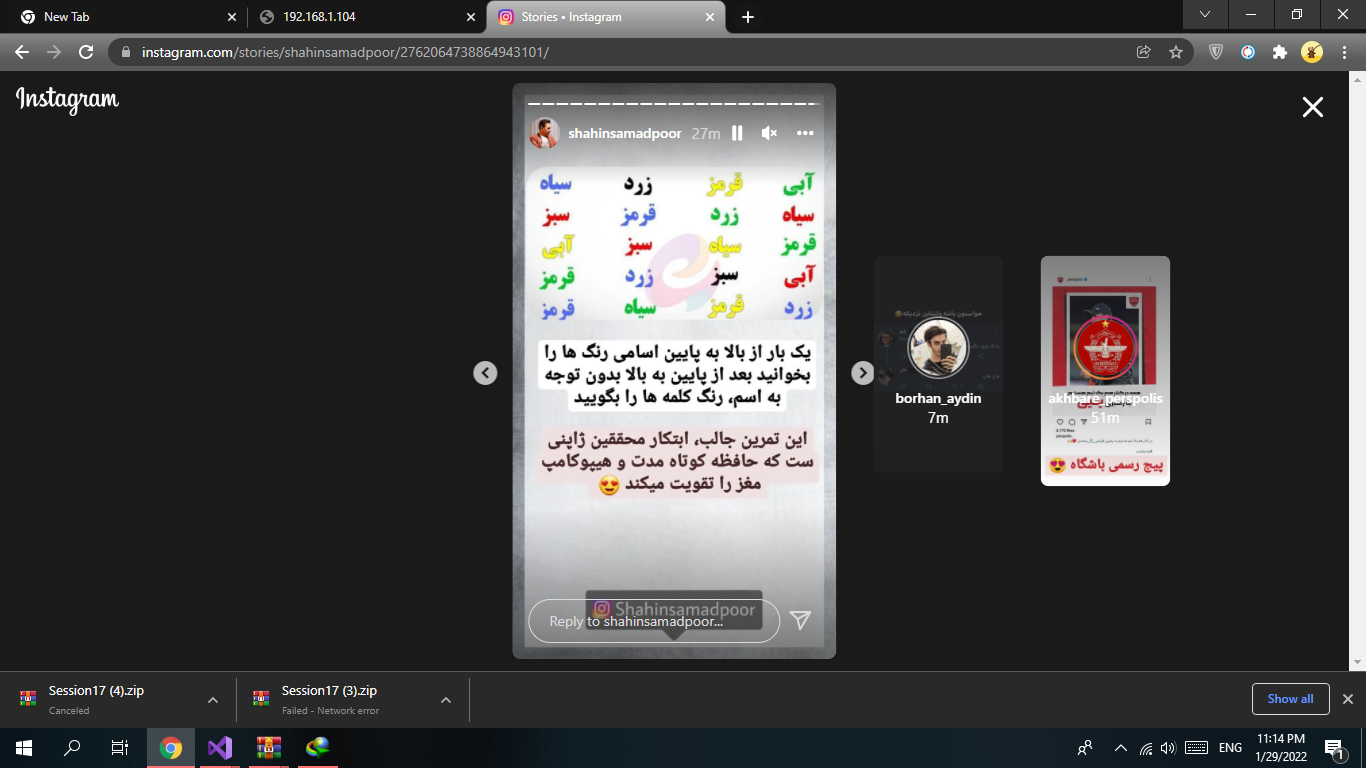 New Tab
192.168.1.104
Stories • Instagram
instagram.com/stories/shahinsamadpoor/2762064738864943101/
Instagram
shahinsamadpoor 27m
آبی قرمز زرد سیاه
سیاه زرد قرمز سبز
قرمز سیاه سبز آبی
آبی سبز زرد قرمز
زرد قرمز سیاه قرمز
یک بار از بالا به پایین اسامی رنگ ها را
بخوانید بعد از پایین به بالا بدون توجه
به اسم، رنگ کلمه ها را بگویید
این تمرین جالب، ابتکار محققین ژاپنی
ست که حافظه کوتاه مدت و هیپوکامپ
مغز را تقویت میکند 😍
Shahinsamadpoor
Reply to shahinsamadpoor...
borhan_aydin
7m
akhbare_perspolis
51m
پیج رسمی باشگاه 😍
Session17 (4).zip
Canceled
Session17 (3).zip
Failed - Network error
Show all
ENG
11:14 PM
1/29/2022
1